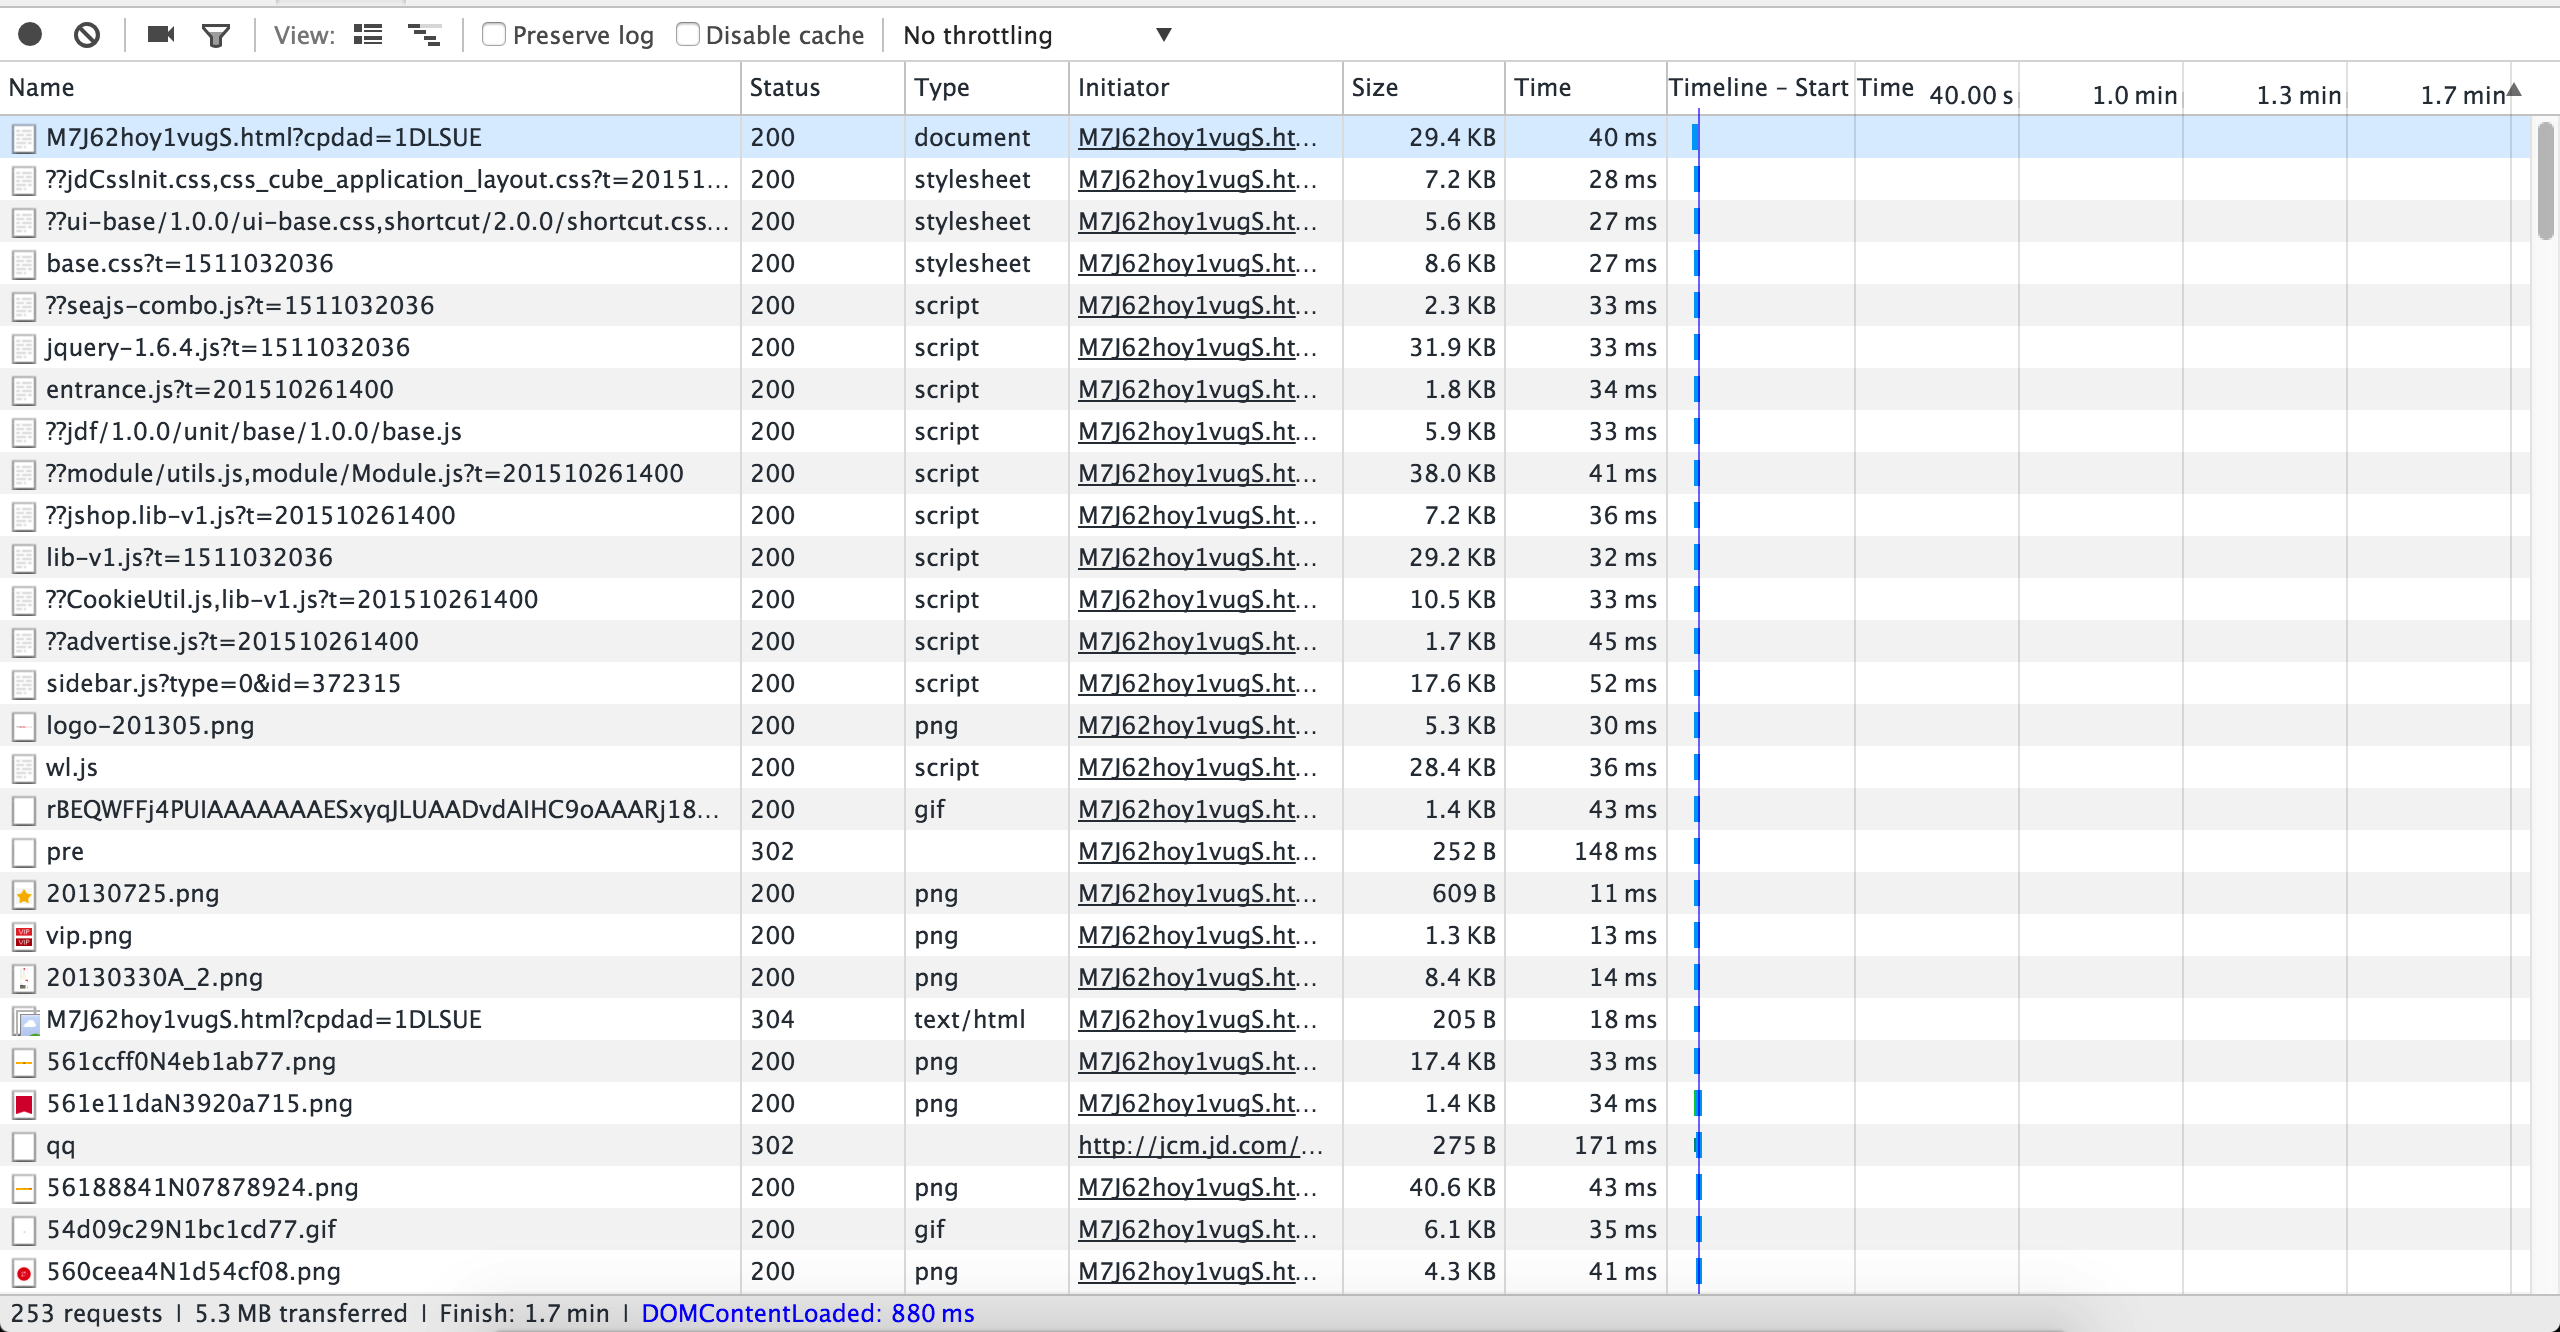 View: Preserve log Disable cache No throttling
Name Status Type Initiator Size Time Timeline – Start Time 40.00 s 1.0 min 1.3 min 1.7 min
M7J62hoy1vugS.html?cpdad=1DLSUE 200 document M7J62hoy1vugS.ht... 29.4 KB 40 ms
??jdCssInit.css,css_cube_application_layout.css?t=20151... 200 stylesheet M7J62hoy1vugS.ht... 7.2 KB 28 ms
??ui-base/1.0.0/ui-base.css,shortcut/2.0.0/shortcut.css... 200 stylesheet M7J62hoy1vugS.ht... 5.6 KB 27 ms
base.css?t=1511032036 200 stylesheet M7J62hoy1vugS.ht... 8.6 KB 27 ms
??seajs-combo.js?t=1511032036 200 script M7J62hoy1vugS.ht... 2.3 KB 33 ms
jquery-1.6.4.js?t=1511032036 200 script M7J62hoy1vugS.ht... 31.9 KB 33 ms
entrance.js?t=201510261400 200 script M7J62hoy1vugS.ht... 1.8 KB 34 ms
??jdf/1.0.0/unit/base/1.0.0/base.js 200 script M7J62hoy1vugS.ht... 5.9 KB 33 ms
??module/utils.js,module/Module.js?t=201510261400 200 script M7J62hoy1vugS.ht... 38.0 KB 41 ms
??jshop.lib-v1.js?t=201510261400 200 script M7J62hoy1vugS.ht... 7.2 KB 36 ms
lib-v1.js?t=1511032036 200 script M7J62hoy1vugS.ht... 29.2 KB 32 ms
??CookieUtil.js,lib-v1.js?t=201510261400 200 script M7J62hoy1vugS.ht... 10.5 KB 33 ms
??advertise.js?t=201510261400 200 script M7J62hoy1vugS.ht... 1.7 KB 45 ms
sidebar.js?type=0&id=372315 200 script M7J62hoy1vugS.ht... 17.6 KB 52 ms
logo-201305.png 200 png M7J62hoy1vugS.ht... 5.3 KB 30 ms
wl.js 200 script M7J62hoy1vugS.ht... 28.4 KB 36 ms
rBEQWFFj4PUIAAAAAAAESxyqJLUAADvdAIHC9oAAARj18... 200 gif M7J62hoy1vugS.ht... 1.4 KB 43 ms
pre 302 M7J62hoy1vugS.ht... 252 B 148 ms
20130725.png 200 png M7J62hoy1vugS.ht... 609 B 11 ms
vip.png 200 png M7J62hoy1vugS.ht... 1.3 KB 13 ms
20130330A_2.png 200 png M7J62hoy1vugS.ht... 8.4 KB 14 ms
M7J62hoy1vugS.html?cpdad=1DLSUE 304 text/html M7J62hoy1vugS.ht... 205 B 18 ms
561ccff0N4eb1ab77.png 200 png M7J62hoy1vugS.ht... 17.4 KB 33 ms
561e11daN3920a715.png 200 png M7J62hoy1vugS.ht... 1.4 KB 34 ms
qq 302 http://jcm.jd.com/... 275 B 171 ms
56188841N07878924.png 200 png M7J62hoy1vugS.ht... 40.6 KB 43 ms
54d09c29N1bc1cd77.gif 200 gif M7J62hoy1vugS.ht... 6.1 KB 35 ms
560ceea4N1d54cf08.png 200 png M7J62hoy1vugS.ht... 4.3 KB 41 ms
253 requests | 5.3 MB transferred | Finish: 1.7 min | DOMContentLoaded: 880 ms